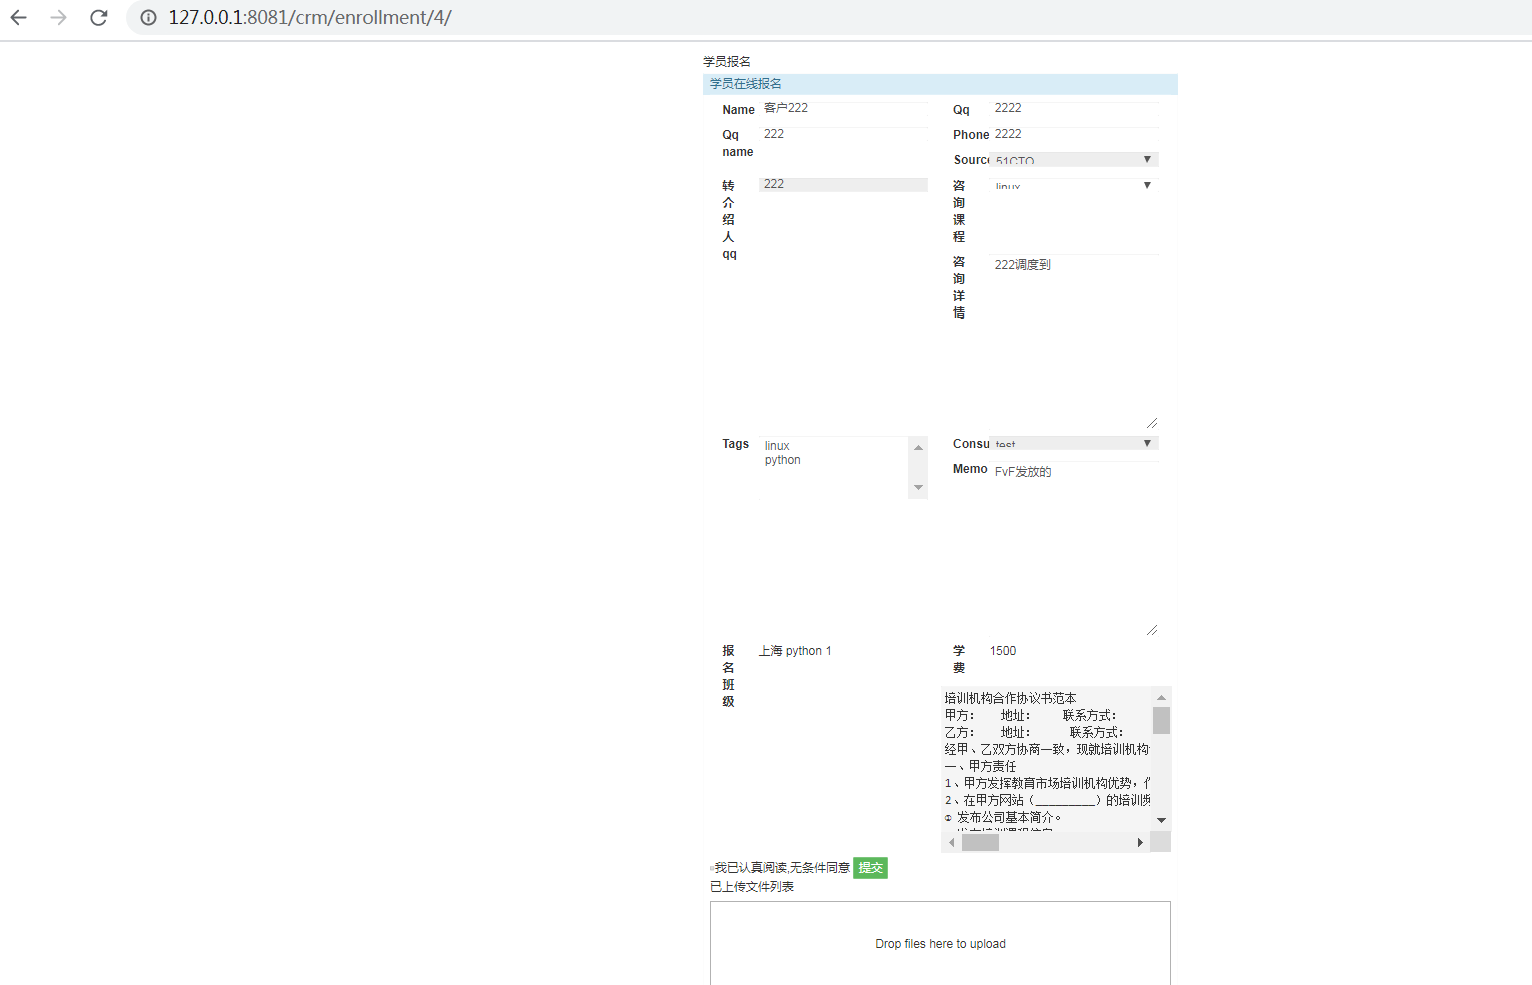 127.0.0.1:8081/crm/enrollment/4/
学员报名
学员在线报名
Name 客户222 Qq 2222
Qq name 222 Phone 2222
Source 51CTO
转介绍人qq 222 咨询课程 linux
咨询详情 222调度到
Tags linux
python
Consu test
Memo FvF发放的
报名班级 上海 python 1 学费 1500
培训机构合作协议书范本
甲方： 地址： 联系方式：
乙方： 地址： 联系方式：
经甲、乙双方协商一致，现就培训机构
一、甲方责任
1、甲方发挥教育市场培训机构优势，
2、在甲方网站（_________）的培训频
① 发布公司基本简介。
我已认真阅读,无条件同意 提交
已上传文件列表
Drop files here to upload